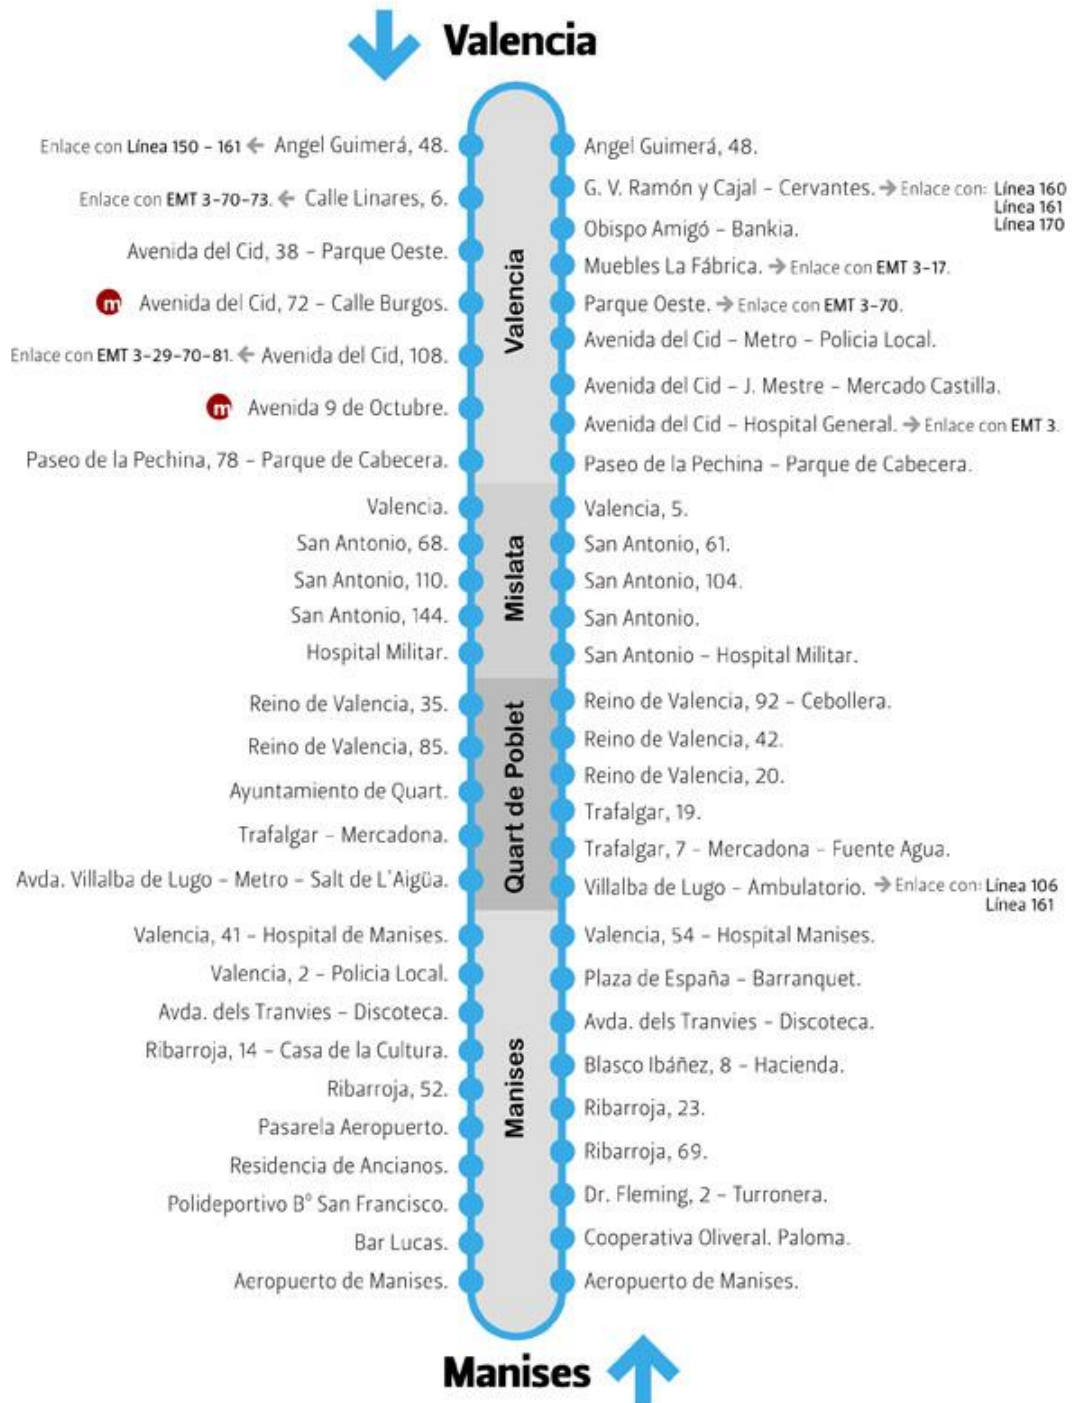 Valencia
Enlace con Línea 150 - 161 ← Angel Guimerá, 48.
Enlace con EMT 3-70-73. ← Calle Linares, 6.
Avenida del Cid, 38 - Parque Oeste.
m Avenida del Cid, 72 - Calle Burgos.
Enlace con EMT 3-29-70-81. ← Avenida del Cid, 108.
m Avenida 9 de Octubre.
Paseo de la Pechina, 78 - Parque de Cabecera.
Valencia.
San Antonio, 68.
San Antonio, 110.
San Antonio, 144.
Hospital Militar.
Reino de Valencia, 35.
Reino de Valencia, 85.
Ayuntamiento de Quart.
Trafalgar - Mercadona.
Avda. Villalba de Lugo - Metro - Salt de L'Aigüa.
Valencia, 41 - Hospital de Manises.
Valencia, 2 - Policia Local.
Avda. dels Tranvies - Discoteca.
Ribarroja, 14 - Casa de la Cultura.
Ribarroja, 52.
Pasarela Aeropuerto.
Residencia de Ancianos.
Polideportivo Bº San Francisco.
Bar Lucas.
Aeropuerto de Manises.
Valencia
Mislata
Quart de Poblet
Manises
Angel Guimerá, 48.
G. V. Ramón y Cajal - Cervantes. → Enlace con: Línea 160
Línea 161
Línea 170
Obispo Amigó - Bankia.
Muebles La Fábrica. → Enlace con EMT 3-17.
Parque Oeste. → Enlace con EMT 3-70.
Avenida del Cid - Metro - Policia Local.
Avenida del Cid - J. Mestre - Mercado Castilla.
Avenida del Cid - Hospital General. → Enlace con EMT 3.
Paseo de la Pechina - Parque de Cabecera.
Valencia, 5.
San Antonio, 61.
San Antonio, 104.
San Antonio.
San Antonio - Hospital Militar.
Reino de Valencia, 92 - Cebollera.
Reino de Valencia, 42.
Reino de Valencia, 20.
Trafalgar, 19.
Trafalgar, 7 - Mercadona - Fuente Agua.
Villalba de Lugo - Ambulatorio. → Enlace con: Línea 106
Línea 161
Valencia, 54 - Hospital Manises.
Plaza de España - Barranquet.
Avda. dels Tranvies - Discoteca.
Blasco Ibáñez, 8 - Hacienda.
Ribarroja, 23.
Ribarroja, 69.
Dr. Fleming, 2 - Turronera.
Cooperativa Oliveral. Paloma.
Aeropuerto de Manises.
Manises